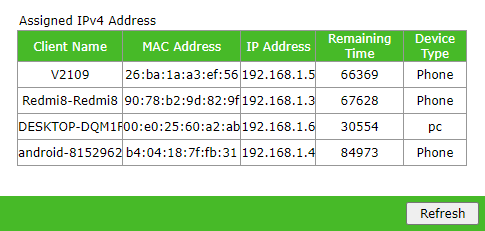 Assigned IPv4 Address
Client Name MAC Address IP Address Remaining Time Device Type
V2109 26:ba:1a:a3:ef:56 192.168.1.5 66369 Phone
Redmi8-Redmi8 90:78:b2:9d:82:9f 192.168.1.3 67628 Phone
DESKTOP-DQM1F 00:e0:25:60:a2:ab 192.168.1.6 30554 pc
android-8152962 b4:04:18:7f:fb:31 192.168.1.4 84973 Phone
Refresh